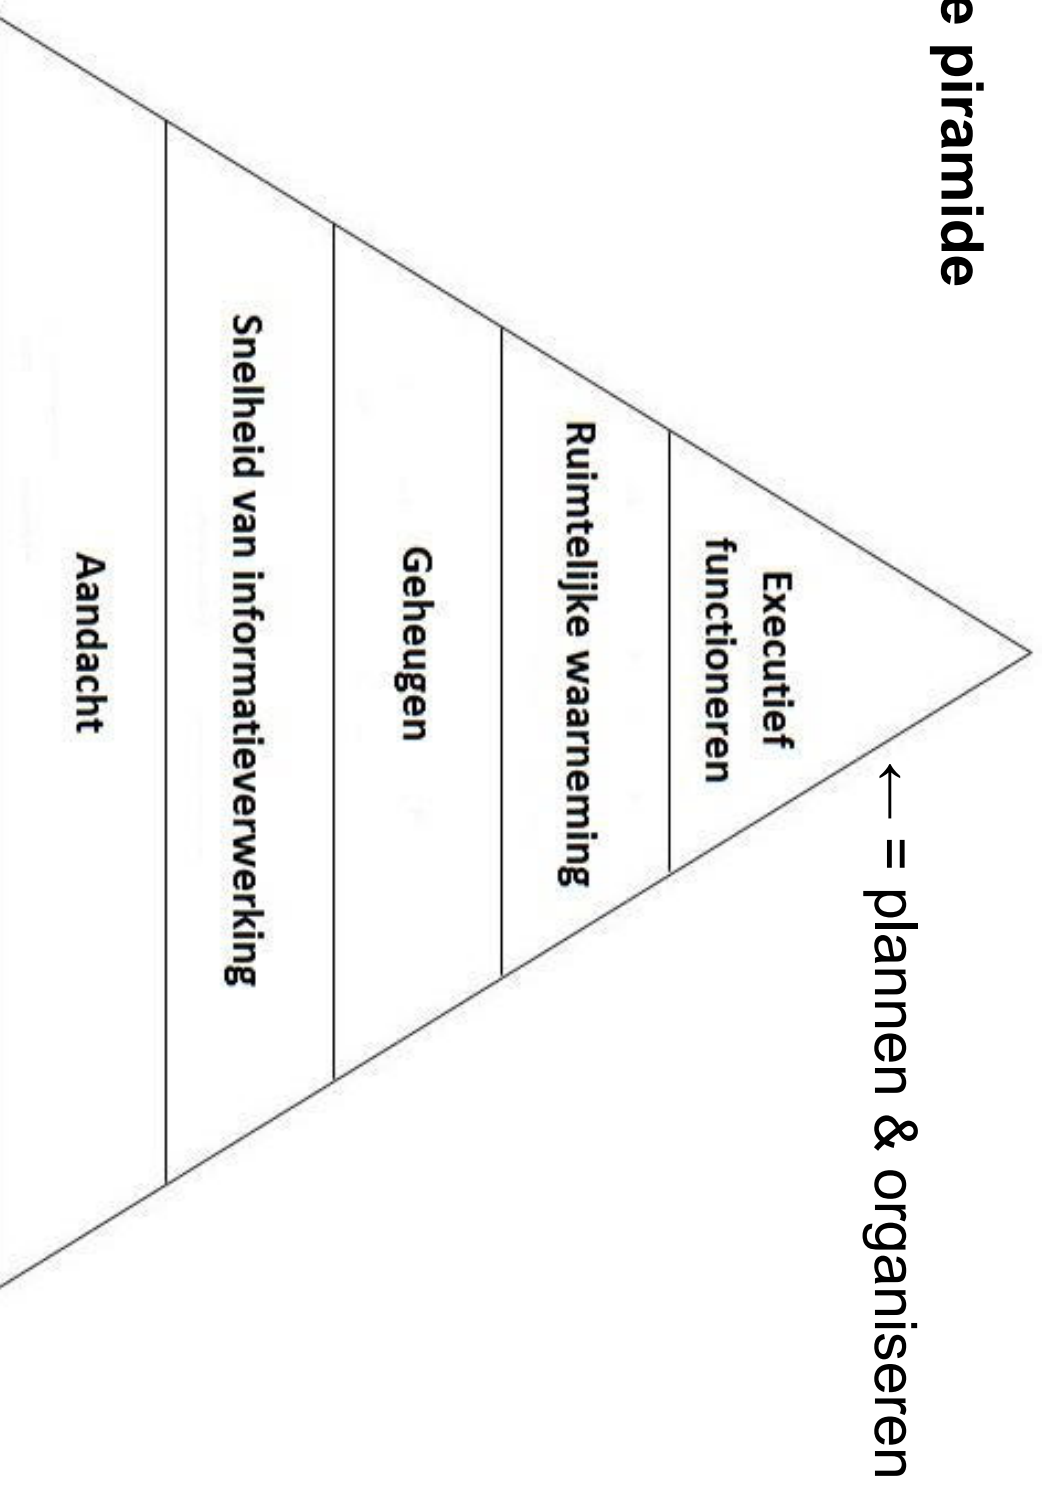 e piramide
← = plannen & organiseren
Executief
functioneren
Ruimtelijke waarneming
Geheugen
Snelheid van informatieverwerking
Aandacht